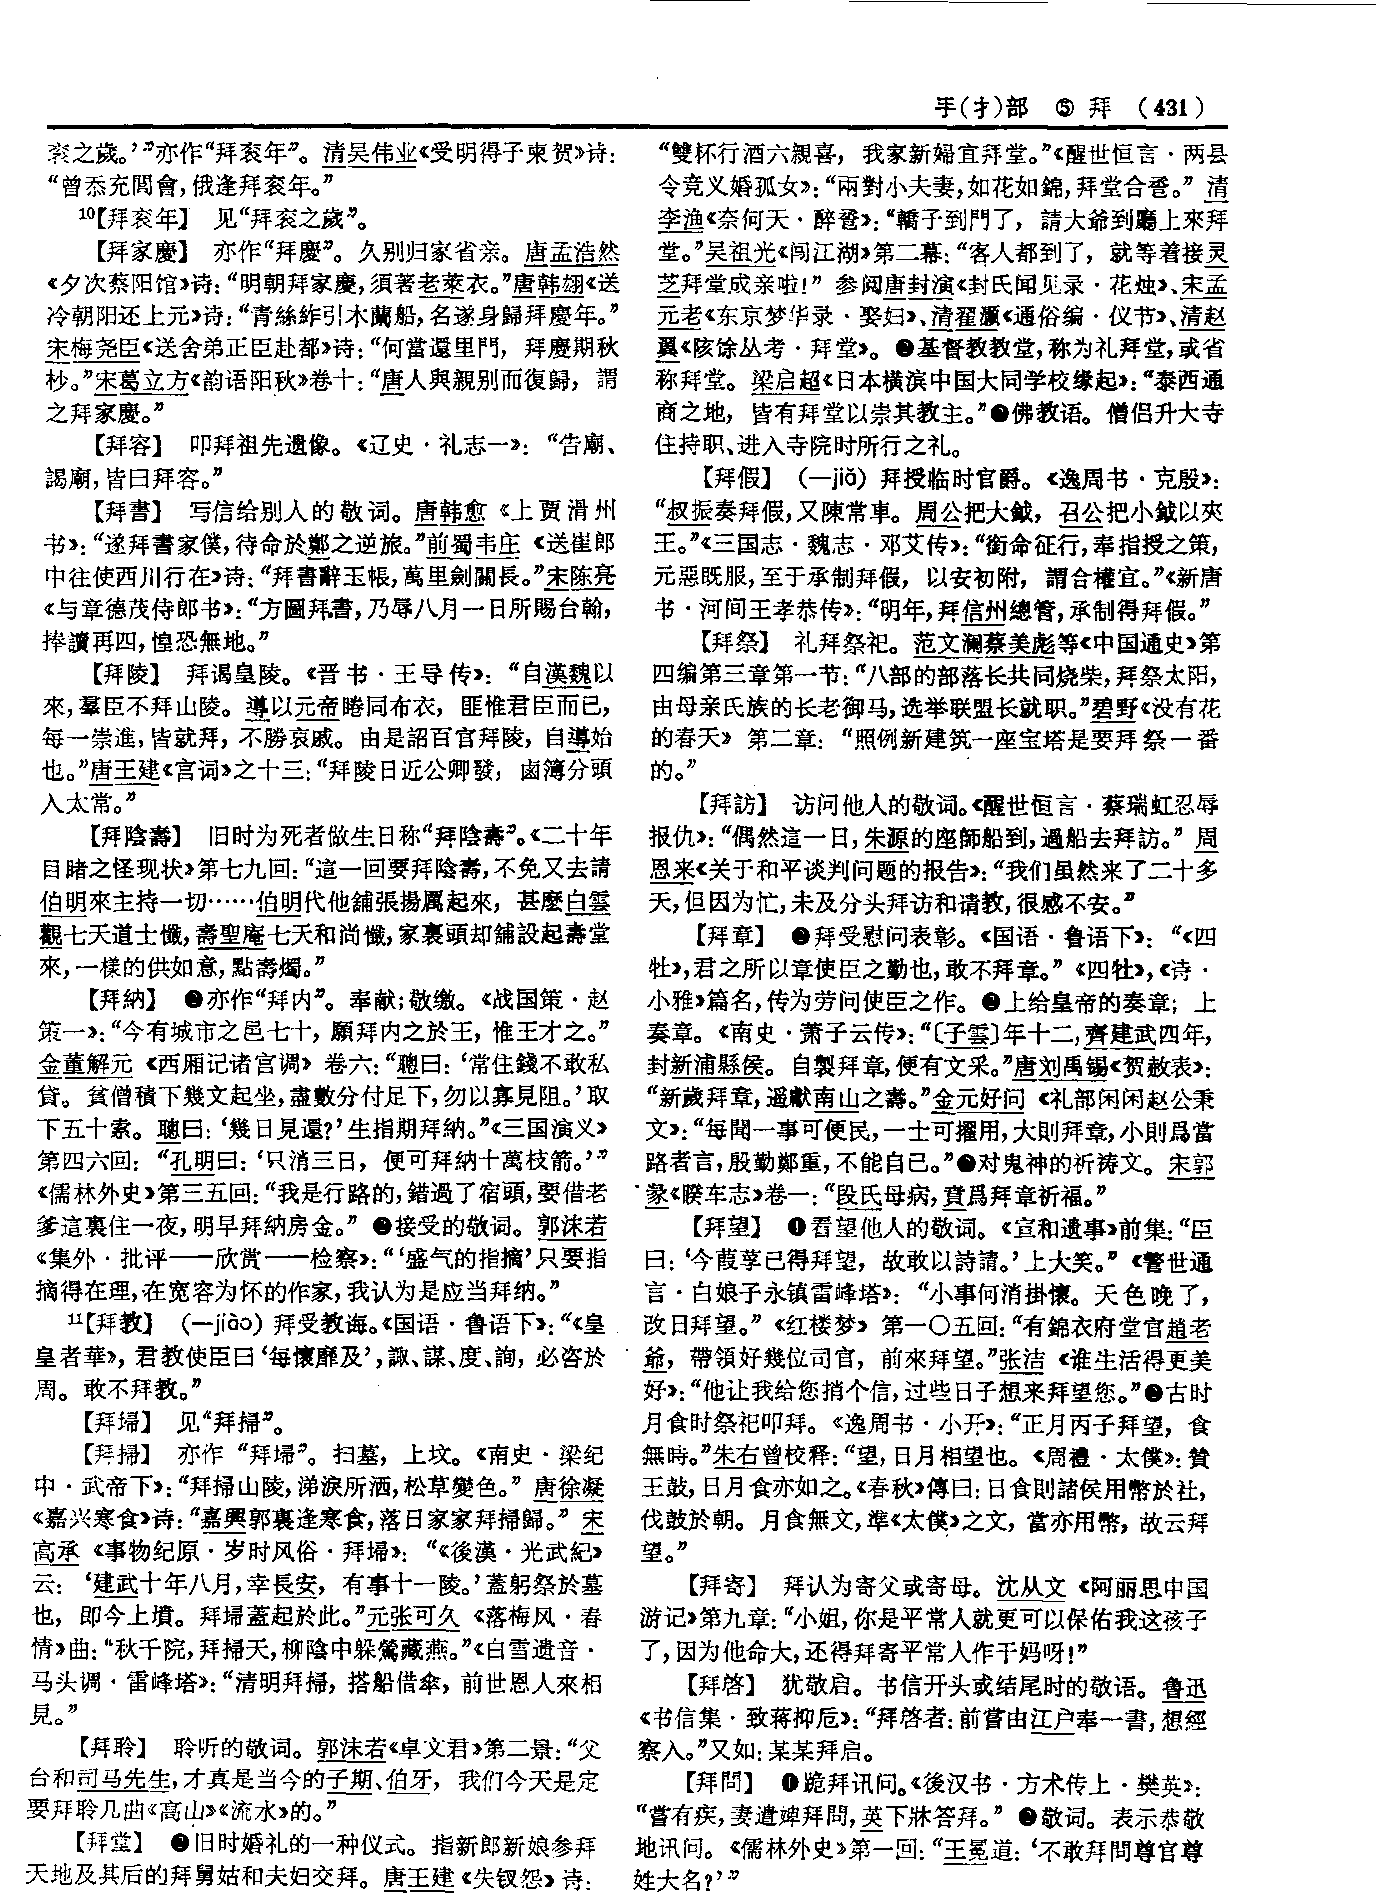 手(扌)部 ⑤ 拜 (431)
衮之歲。’”亦作“拜衮年”。清吴伟业《受明得子柬贺》诗：
“曾忝充閭會，俄逢拜衮年。”
10【拜衮年】 见“拜衮之歲”。
【拜家慶】 亦作“拜慶”。久别归家省亲。唐孟浩然
《夕次蔡阳馆》诗：“明朝拜家慶，須著老萊衣。”唐韩翃《送
冷朝阳还上元》诗：“青絲䋏引木蘭船，名遂身歸拜慶年。”
宋梅尧臣《送舍弟正臣赴都》诗：“何當還里門，拜慶期秋
杪。”宋葛立方《韵语阳秋》卷十：“唐人與親别而復歸，謂
之拜家慶。”
【拜容】 叩拜祖先遗像。《辽史·礼志一》：“告廟、
謁廟，皆曰拜容。”
【拜書】 写信给别人的敬词。唐韩愈《上贾滑州
书》：“遂拜書家僕，待命於鄭之逆旅。”前蜀韦庄《送崔郎
中往使西川行在》诗：“拜書辭玉帳，萬里劍關長。”宋陈亮
《与章德茂侍郎书》：“方圖拜書，乃辱八月一日所賜台翰，
捧讀再四，惶恐無地。”
【拜陵】 拜谒皇陵。《晋书·王导传》：“自漢魏以
來，羣臣不拜山陵。導以元帝睠同布衣，匪惟君臣而已，
每一崇進，皆就拜，不勝哀戚。由是詔百官拜陵，自導始
也。”唐王建《宫词》之十三：“拜陵日近公卿發，鹵簿分頭
入太常。”
【拜陰壽】 旧时为死者做生日称“拜陰壽”。《二十年
目睹之怪现状》第七九回：“這一回要拜陰壽，不免又去請
伯明來主持一切……伯明代他舖張揚厲起來，甚麽白雲
觀七天道士懺，壽聖庵七天和尚懺，家裏頭却舖設起壽堂
來，一樣的供如意，點壽燭。”
【拜納】 ❶亦作“拜内”。奉献；敬缴。《战国策·赵
策一》：“今有城市之邑七十，願拜内之於王，惟王才之。”
金董解元《西厢记诸宫调》卷六：“聰曰：‘常住錢不敢私
貸。貧僧積下幾文起坐，盡數分付足下，勿以寡見阻。’取
下五十索。聰曰：‘幾日見還？’生指期拜納。”《三国演义》
第四六回：“孔明曰：‘只消三日，便可拜納十萬枝箭。’”
《儒林外史》第三五回：“我是行路的，錯過了宿頭，要借老
爹這裏住一夜，明早拜納房金。” ❷接受的敬词。郭沫若
《集外·批评——欣赏——检察》：“‘盛气的指摘’只要指
摘得在理，在宽容为怀的作家，我认为是应当拜纳。”
11【拜教】 (—jiào) 拜受教诲。《国语·鲁语下》：“《皇
皇者華》，君教使臣曰‘每懷靡及’，諏、謀、度、詢，必咨於
周。敢不拜教。”
【拜埽】 见“拜掃”。
【拜掃】 亦作“拜埽”。扫墓，上坟。《南史·梁纪
中·武帝下》：“拜掃山陵，涕淚所洒，松草變色。”唐徐凝
《嘉兴寒食》诗：“嘉興郭裏逢寒食，落日家家拜掃歸。”宋
高承《事物纪原·岁时风俗·拜埽》：“《後漢·光武紀》
云：‘建武十年八月，幸長安，有事十一陵。’蓋躬祭於墓
也，即今上墳。拜埽蓋起於此。”元张可久《落梅风·春
情》曲：“秋千院，拜掃天，柳陰中躲鶯藏燕。”《白雪遗音·
马头调·雷峰塔》：“清明拜掃，搭船借傘，前世恩人來相
見。”
【拜聆】 聆听的敬词。郭沫若《卓文君》第二景：“父
台和司马先生，才真是当今的子期、伯牙，我们今天是定
要拜聆几曲《高山》《流水》的。”
【拜堂】 ❶旧时婚礼的一种仪式。指新郎新娘参拜
天地及其后的拜舅姑和夫妇交拜。唐王建《失钗怨》诗：
“雙杯行酒六親喜，我家新婦宜拜堂。”《醒世恒言·两县
令竞义婚孤女》：“兩對小夫妻，如花如錦，拜堂合巹。”清
李渔《奈何天·醉巹》：“轎子到門了，請大爺到廳上來拜
堂。”吴祖光《闯江湖》第二幕：“客人都到了，就等着接灵
芝拜堂成亲啦！”参阅唐封演《封氏闻见录·花烛》、宋孟
元老《东京梦华录·娶妇》、清翟灝《通俗编·仪节》、清赵
翼《陔馀丛考·拜堂》。❷基督教教堂，称为礼拜堂，或省
称拜堂。梁启超《日本横滨中国大同学校缘起》：“泰西通
商之地，皆有拜堂以崇其教主。”❸佛教语。僧侣升大寺
住持职、进入寺院时所行之礼。
【拜假】 (—jiǎ) 拜授临时官爵。《逸周书·克殷》：
“叔振奏拜假，又陳常車。周公把大鉞，召公把小鉞以夾
王。”《三国志·魏志·邓艾传》：“銜命征行，奉指授之策，
元惡既服，至于承制拜假，以安初附，謂合權宜。”《新唐
书·河间王孝恭传》：“明年，拜信州總管，承制得拜假。”
【拜祭】 礼拜祭祀。范文澜蔡美彪等《中国通史》第
四编第三章第一节：“八部的部落长共同烧柴，拜祭太阳，
由母亲氏族的长老御马，选举联盟长就职。”碧野《没有花
的春天》第二章：“照例新建筑一座宝塔是要拜祭一番
的。”
【拜訪】 访问他人的敬词。《醒世恒言·蔡瑞虹忍辱
报仇》：“偶然這一日，朱源的座師船到，過船去拜訪。”周
恩来《关于和平谈判问题的报告》：“我们虽然来了二十多
天，但因为忙，未及分头拜访和请教，很感不安。”
【拜章】 ❶拜受慰问表彰。《国语·鲁语下》：“《四
牡》，君之所以章使臣之勤也，敢不拜章。”《四牡》，《诗·
小雅》篇名，传为劳问使臣之作。❷上给皇帝的奏章；上
奏章。《南史·萧子云传》：“〔子雲〕年十二，齊建武四年，
封新浦縣侯。自製拜章，便有文采。”唐刘禹锡《贺赦表》：
“新歲拜章，遥獻南山之壽。”金元好问《礼部闲闲赵公秉
文》：“每聞一事可便民，一士可擢用，大則拜章，小則爲當
路者言，殷勤鄭重，不能自己。”❸对鬼神的祈祷文。宋郭
彖《睽车志》卷一：“段氏母病，賁爲拜章祈福。”
【拜望】 ❶看望他人的敬词。《宣和遗事》前集：“臣
曰：‘今葭莩已得拜望，故敢以詩請。’上大笑。”《警世通
言·白娘子永镇雷峰塔》：“小事何消掛懷。天色晚了，
改日拜望。”《红楼梦》第一〇五回：“有錦衣府堂官趙老
爺，帶領好幾位司官，前來拜望。”张洁《谁生活得更美
好》：“他让我给您捎个信，过些日子想来拜望您。”❷古时
月食时祭祀叩拜。《逸周书·小开》：“正月丙子拜望，食
無時。”朱右曾校释：“望，日月相望也。《周禮·太僕》：贊
王鼓，日月食亦如之。《春秋》傳曰：日食則諸侯用幣於社，
伐鼓於朝。月食無文，準《太僕》之文，當亦用幣，故云拜
望。”
【拜寄】 拜认为寄父或寄母。沈从文《阿丽思中国
游记》第九章：“小姐，你是平常人就更可以保佑我这孩子
了，因为他命大，还得拜寄平常人作干妈呀！”
【拜啓】 犹敬启。书信开头或结尾时的敬语。鲁迅
《书信集·致蒋抑卮》：“拜啓者：前嘗由江户奉一書，想經
察入。”又如：某某拜启。
【拜問】 ❶跪拜讯问。《後汉书·方术传上·樊英》：
“嘗有疾，妻遣婢拜問，英下牀答拜。” ❷敬词。表示恭敬
地讯问。《儒林外史》第一回：“王冕道：‘不敢拜問尊官尊
姓大名？’”